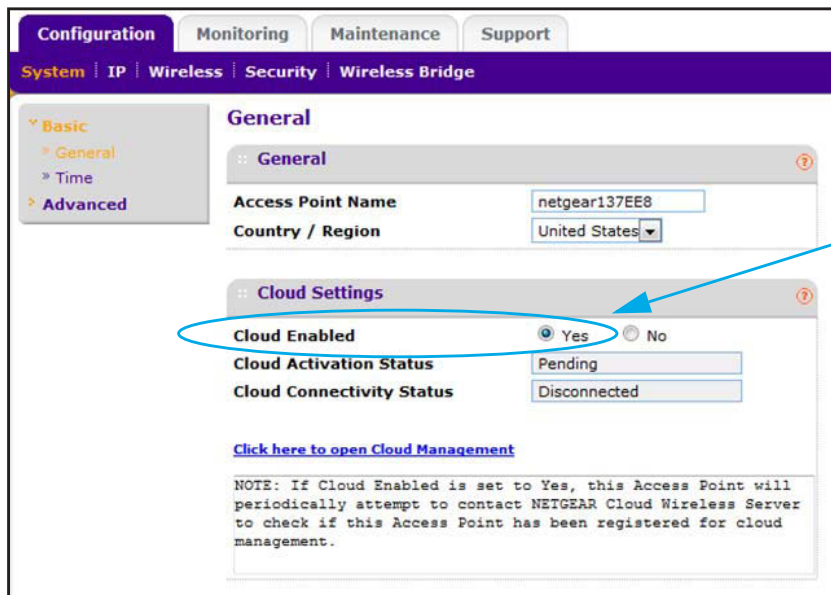 Configuration Monitoring Maintenance Support
System IP Wireless Security Wireless Bridge
Basic
General
Time
Advanced
General
General
Access Point Name netgear137EE8
Country / Region United States
Cloud Settings
Cloud Enabled Yes No
Cloud Activation Status Pending
Cloud Connectivity Status Disconnected
Click here to open Cloud Management
NOTE: If Cloud Enabled is set to Yes, this Access Point will
periodically attempt to contact NETGEAR Cloud Wireless Server
to check if this Access Point has been registered for cloud
management.